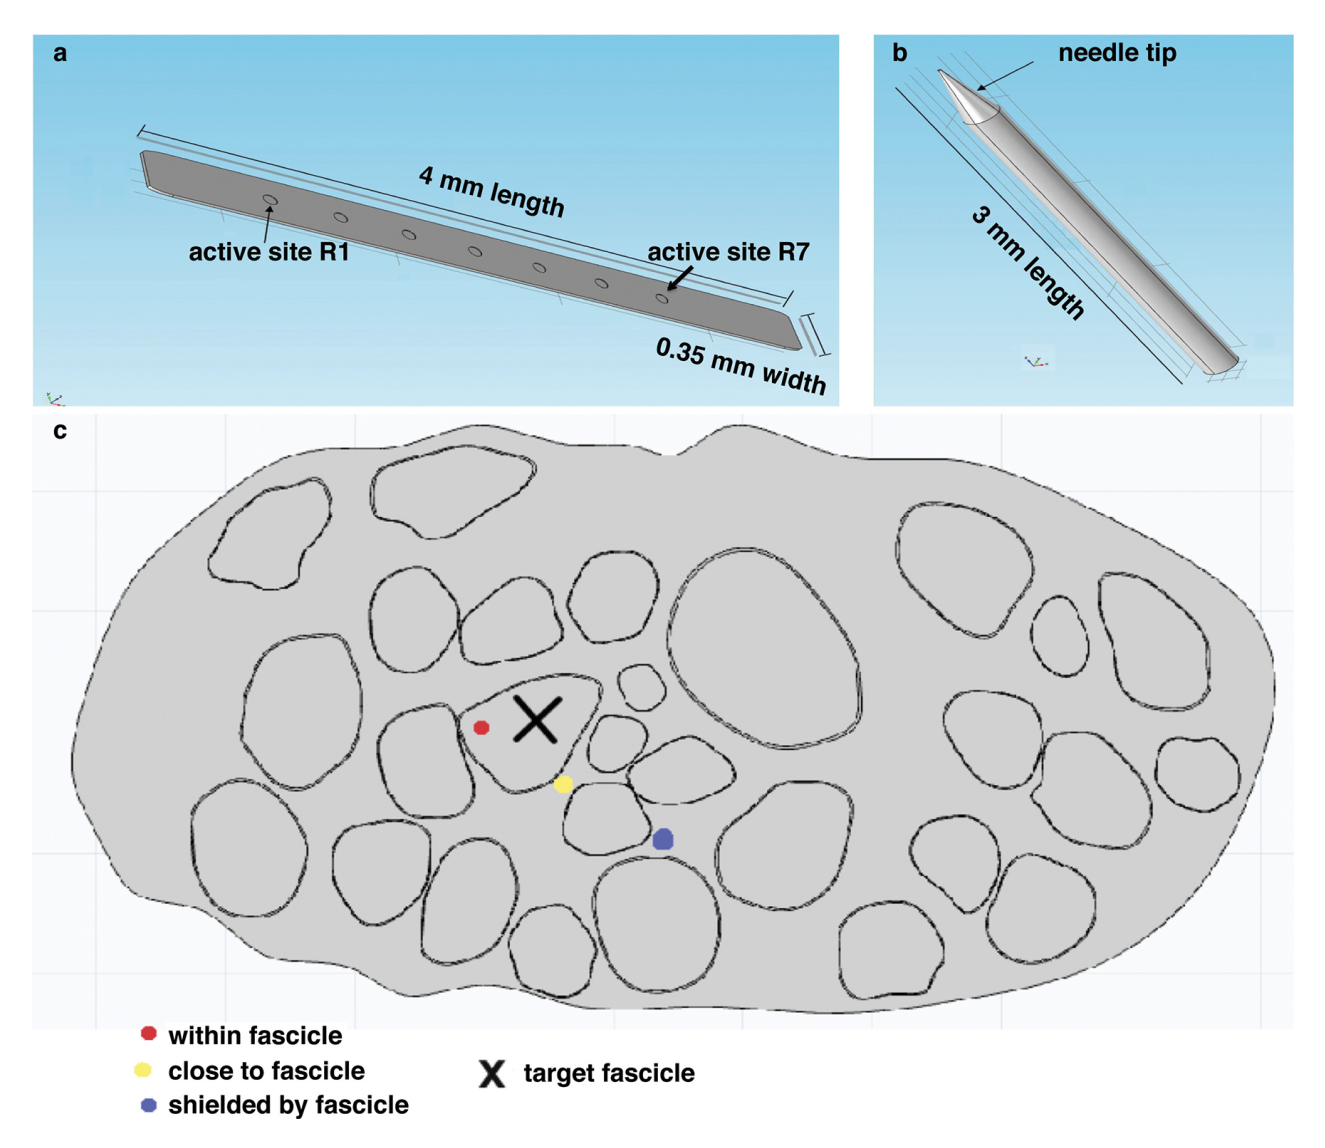 a
4 mm length
active site R1
active site R7
0.35 mm width
b
needle tip
3 mm length
c
within fascicle
close to fascicle
shielded by fascicle
X target fascicle